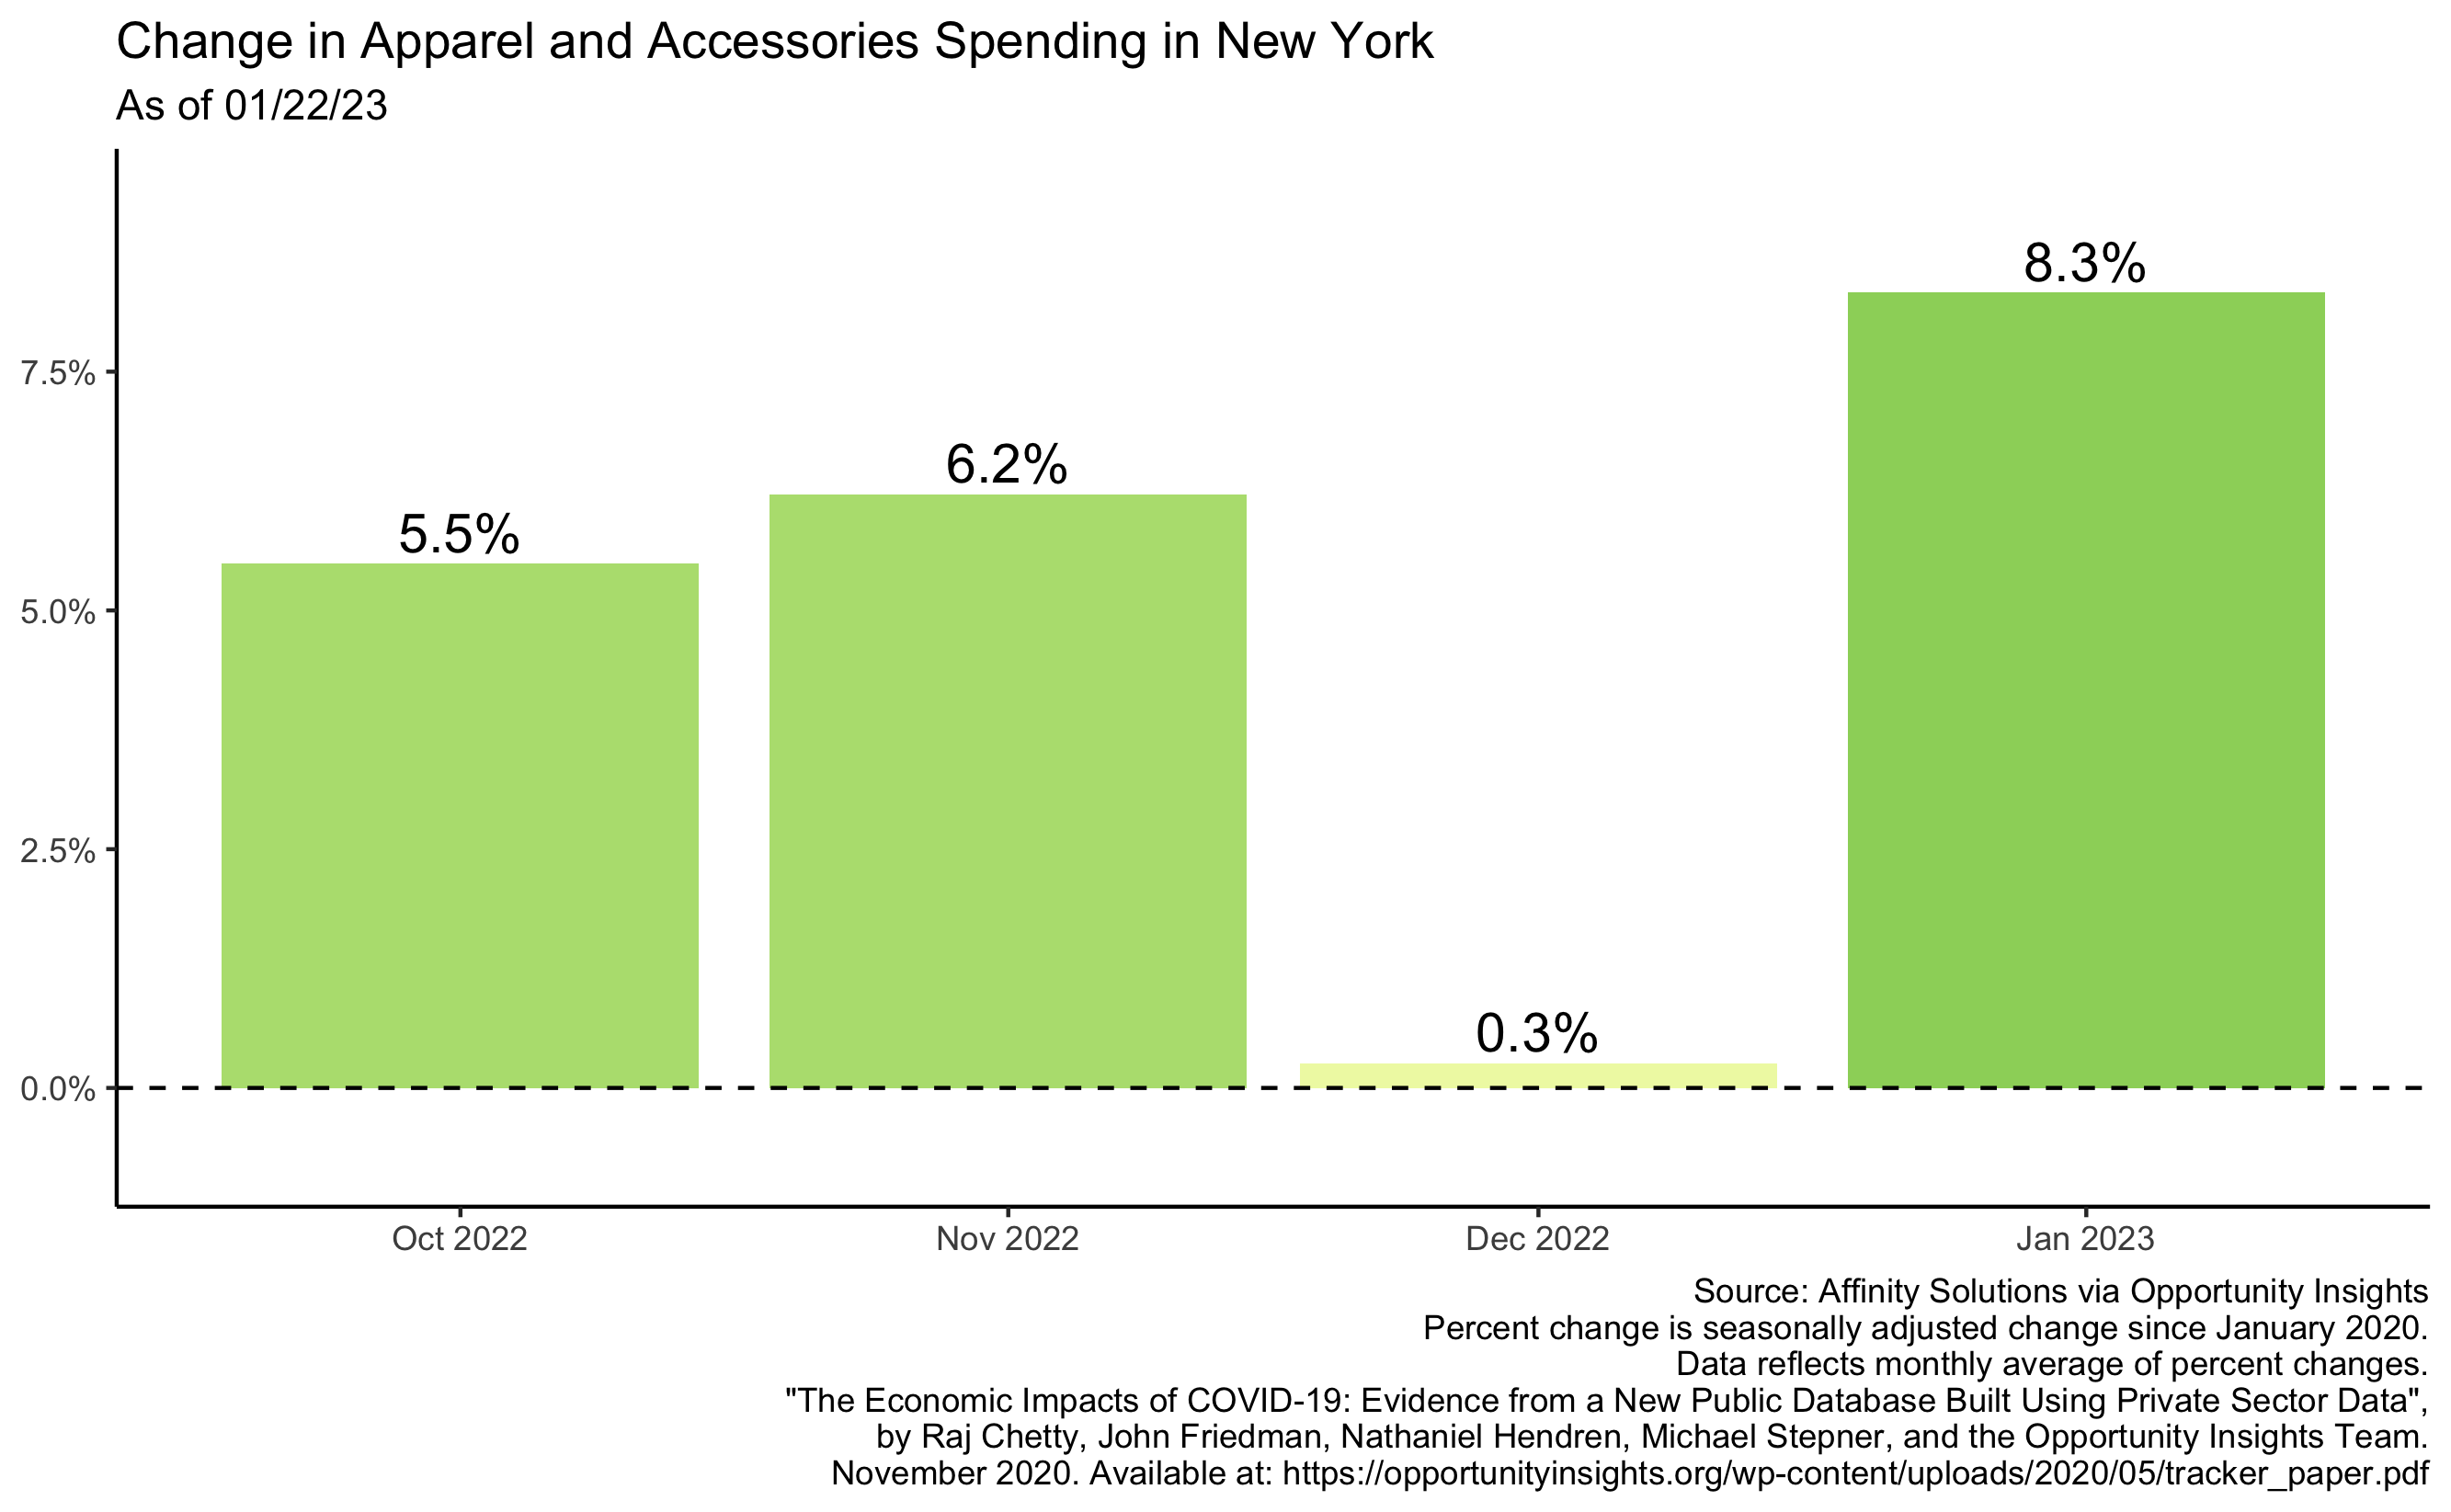 Change in Apparel and Accessories Spending in New York
As of 01/22/23
8.3%
7.5%
6.2%
5.5%
5.0%
2.5%
0.3%
0.0%
Oct 2022 Nov 2022 Dec 2022 Jan 2023
Source: Affinity Solutions via Opportunity Insights
Percent change is seasonally adjusted change since January 2020.
Data reflects monthly average of percent changes.
"The Economic Impacts of COVID-19: Evidence from a New Public Database Built Using Private Sector Data",
by Raj Chetty, John Friedman, Nathaniel Hendren, Michael Stepner, and the Opportunity Insights Team.
November 2020. Available at: https://opportunityinsights.org/wp-content/uploads/2020/05/tracker_paper.pdf